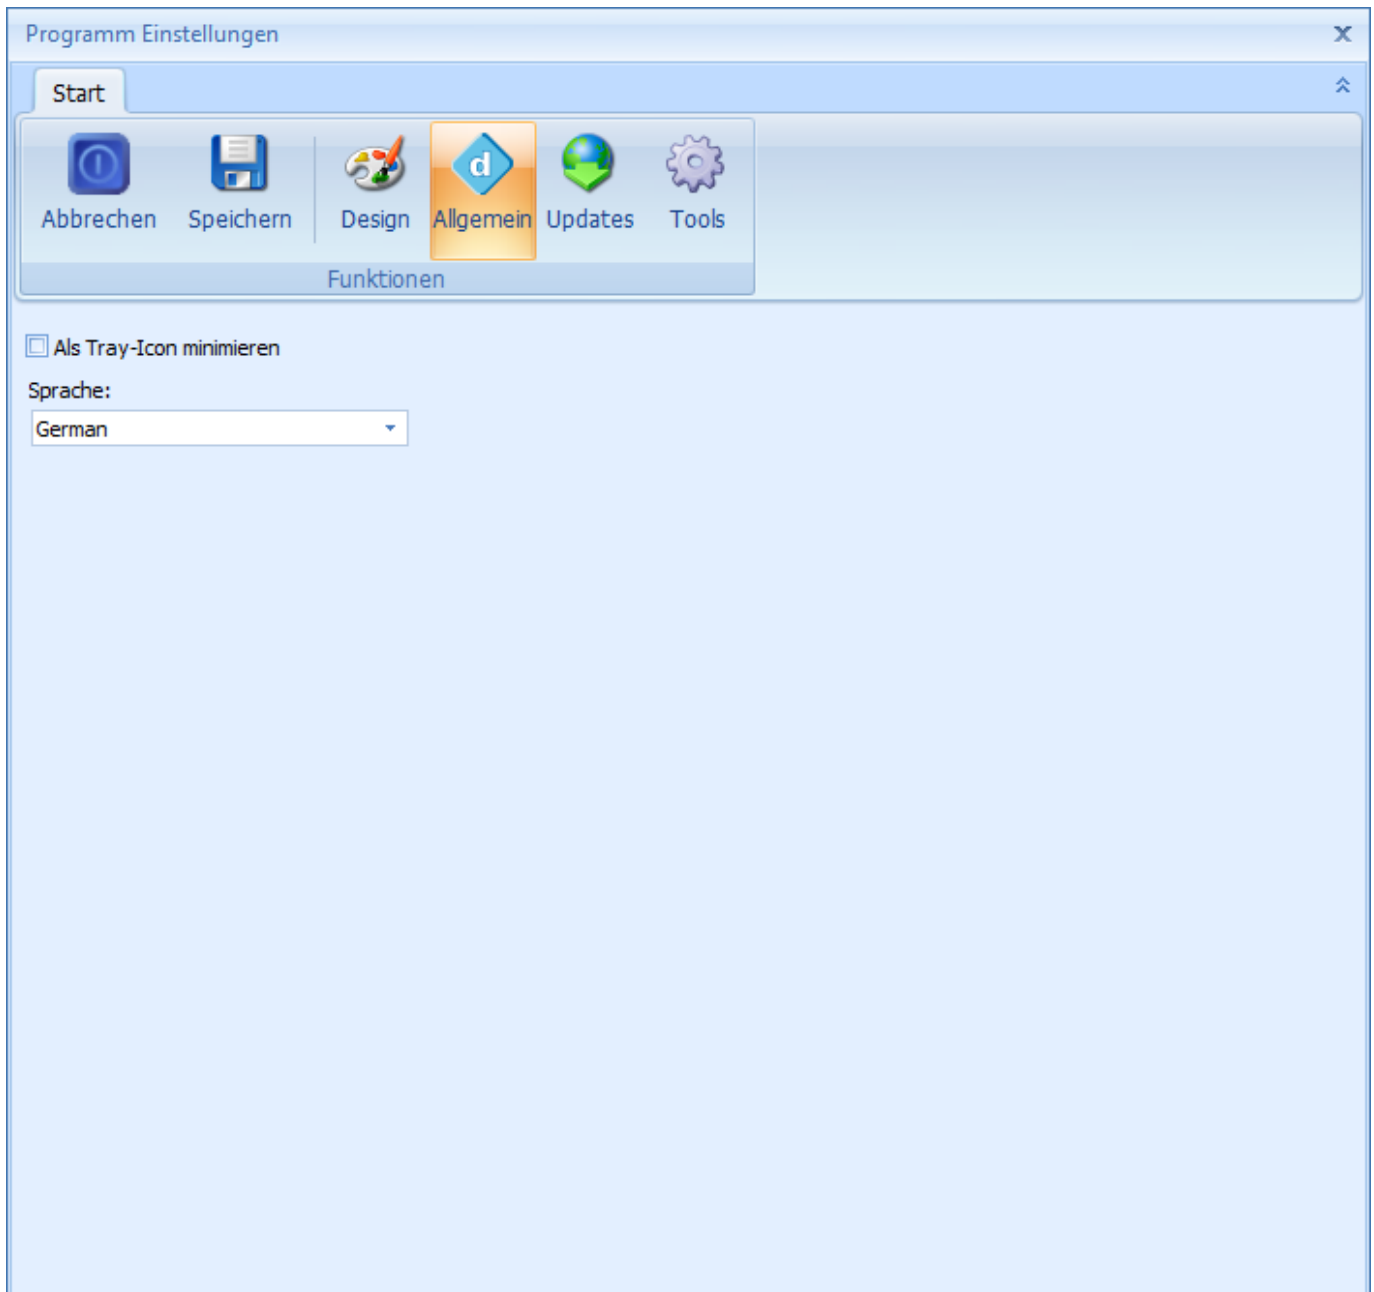 Programm Einstellungen
Start
Abbrechen Speichern Design Allgemein Updates Tools
Funktionen
Als Tray-Icon minimieren
Sprache:
German